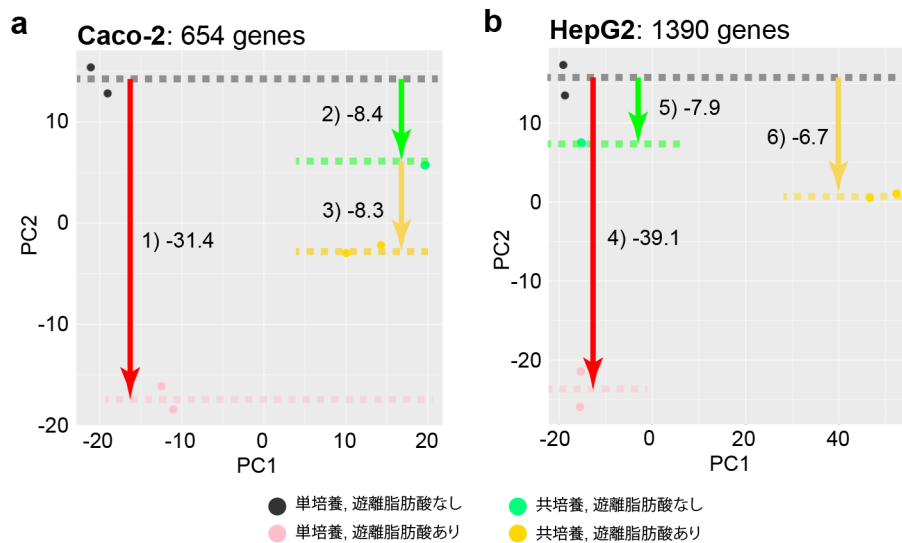 a
Caco-2: 654 genes
10
0
-10
-20
PC2
2) -8.4
3) -8.3
1) -31.4
-20
-10
0
10
20
PC1
b
HepG2: 1390 genes
10
0
-10
-20
PC2
5) -7.9
6) -6.7
4) -39.1
-20
0
20
40
PC1
単培養, 遊離脂肪酸なし
共培養, 遊離脂肪酸なし
単培養, 遊離脂肪酸あり
共培養, 遊離脂肪酸あり